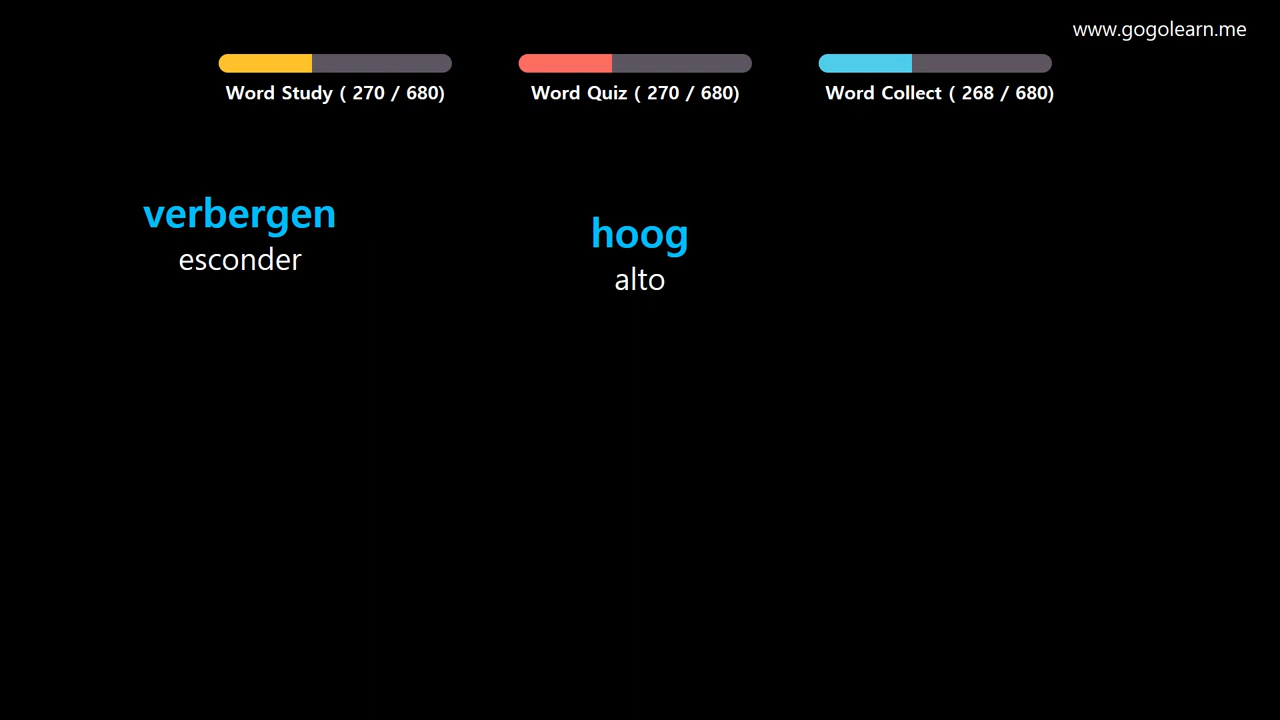 www.gogolearn.me
Word Study ( 270 / 680)
Word Quiz ( 270 / 680)
Word Collect ( 268 / 680)
verbergen
esconder
hoog
alto